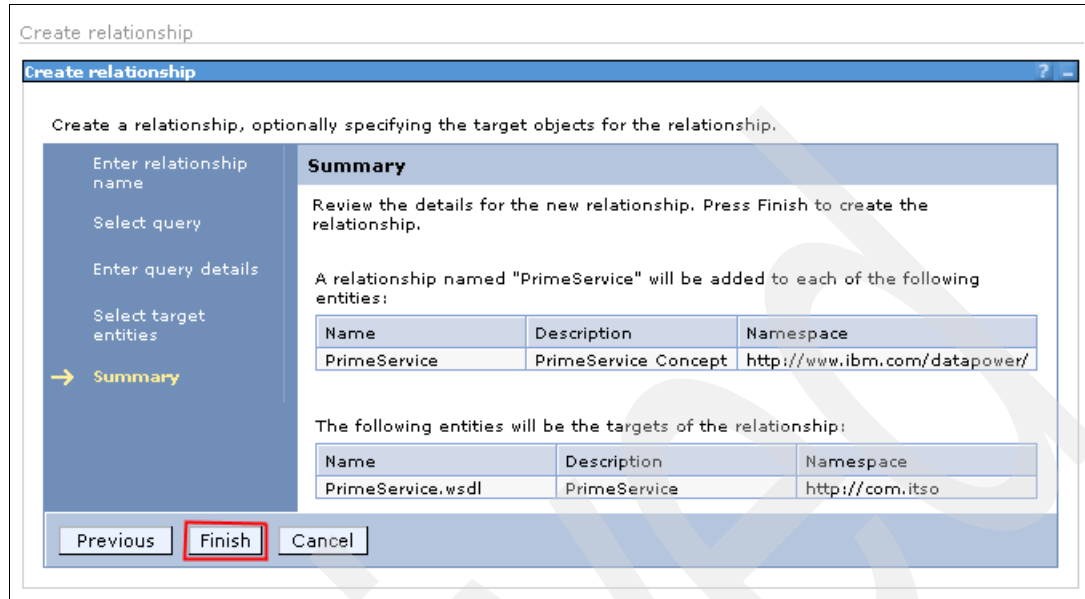 Create relationship
Create relationship
? –
Create a relationship, optionally specifying the target objects for the relationship.
Enter relationship
name
Select query
Enter query details
Select target
entities
→ Summary
Summary
Review the details for the new relationship. Press Finish to create the
relationship.
A relationship named "PrimeService" will be added to each of the following
entities:
Name Description Namespace
PrimeService PrimeService Concept http://www.ibm.com/datapower/
The following entities will be the targets of the relationship:
Name Description Namespace
PrimeService.wsdl PrimeService http://com.itso
Previous Finish Cancel